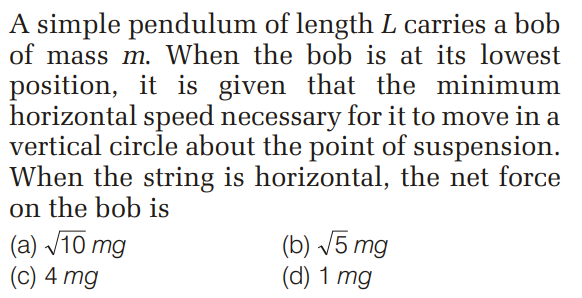 A simple pendulum of length L carries a bob
of mass m. When the bob is at its lowest
position, it is given that the minimum
horizontal speed necessary for it to move in a
vertical circle about the point of suspension.
When the string is horizontal, the net force
on the bob is
(a) √10 mg (b) √5 mg
(c) 4 mg (d) 1 mg